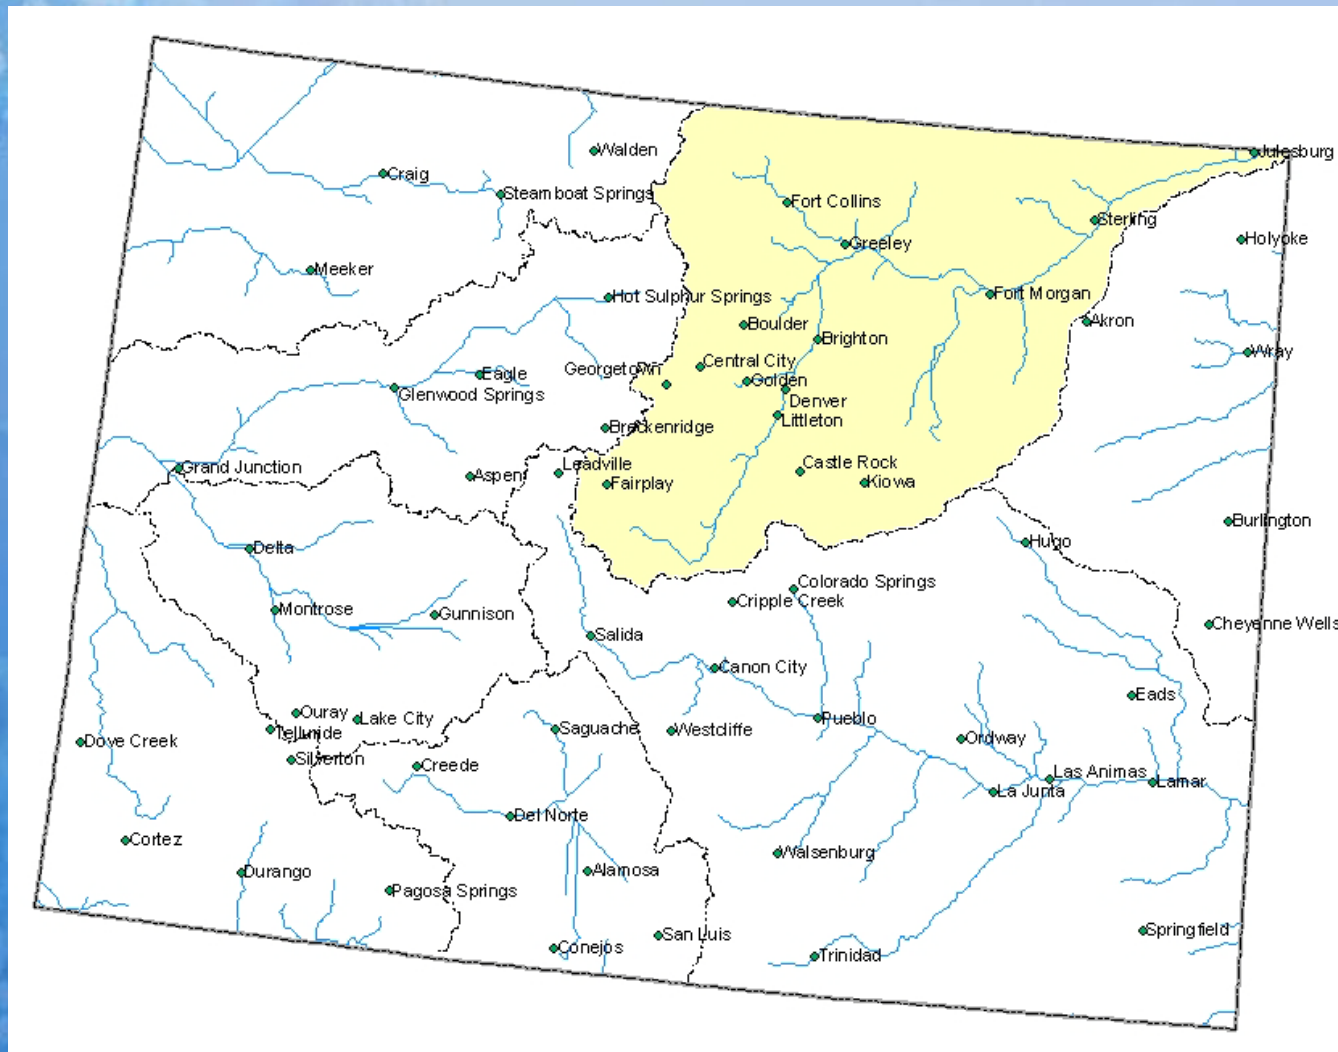 Julesburg
Walden
Craig
Steamboat Springs
Fort Collins
Sterling
Greeley
Holyoke
Meeker
Hot Sulphur Springs
Fort Morgan
Boulder
Akron
Brighton
Wray
Central City
Georgetown
Eagle
Golden
Glenwood Springs
Denver
Littleton
Breckenridge
Leadville
Castle Rock
Grand Junction
Aspen
Fairplay
Kiowa
Burlington
Delta
Hugo
Colorado Springs
Cripple Creek
Montrose
Gunnison
Cheyenne Wells
Salida
Canon City
Eads
Ouray
Lake City
Pueblo
Telluride
Saguache
Westcliffe
Ordway
Dove Creek
Silverton
Creede
Las Animas
Lamar
La Junta
Del Norte
Cortez
Walsenburg
Durango
Alamosa
Pagosa Springs
Springfield
San Luis
Conejos
Trinidad